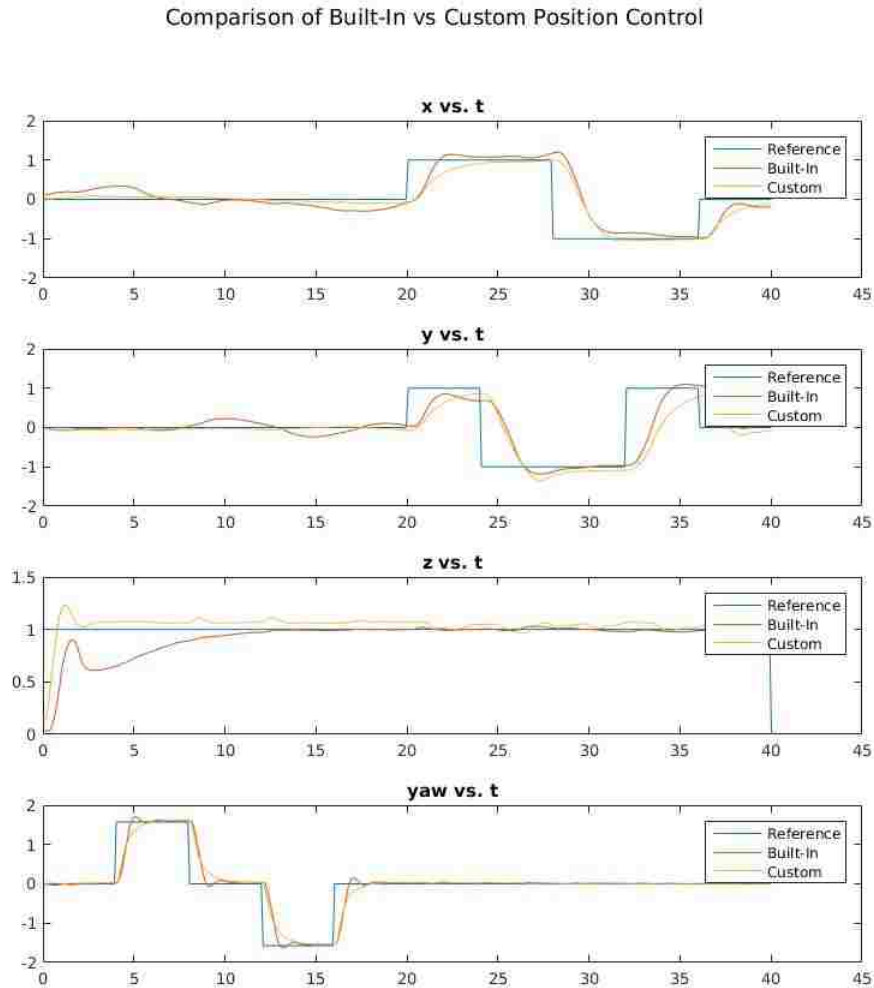 Comparison of Built-In vs Custom Position Control
x vs. t
2
1
0
-1
-2
Reference
Built-In
Custom
0 5 10 15 20 25 30 35 40 45
y vs. t
2
1
0
-1
-2
Reference
Built-In
Custom
0 5 10 15 20 25 30 35 40 45
z vs. t
1.5
1
0.5
0
Reference
Built-In
Custom
0 5 10 15 20 25 30 35 40 45
yaw vs. t
2
1
0
-1
-2
Reference
Built-In
Custom
0 5 10 15 20 25 30 35 40 45